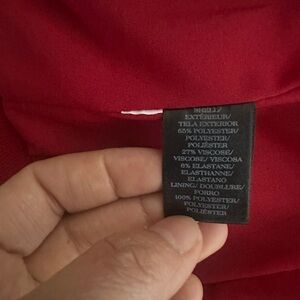 SHELL/
EXTÉRIEUR/
TELA EXTERIOR
65% POLYESTER/
POLYESTER/
POLIÉSTER
27% VISCOSE/
VISCOSE/ VISCOSA
8% ELASTANE/
ELASTHANNE/
ELASTANO
LINING/ DOUBLURE/
FORRO
100% POLYESTER/
POLYESTER/
POLIÉSTER